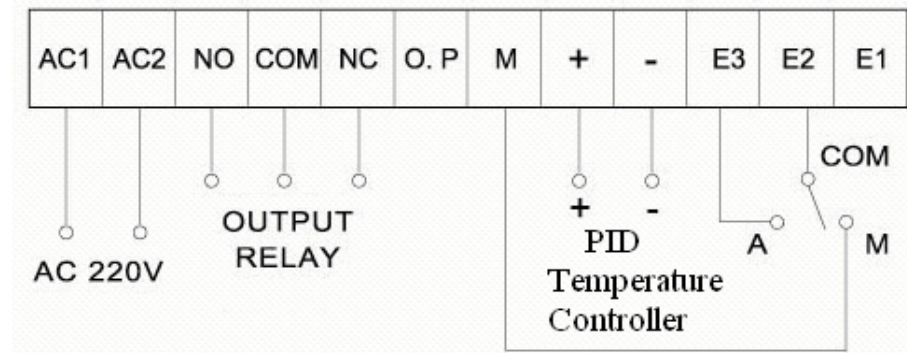 AC1 AC2 NO COM NC O. P M + - E3 E2 E1
COM
+ -
OUTPUT
RELAY
AC 220V
PID
Temperature
Controller
A M